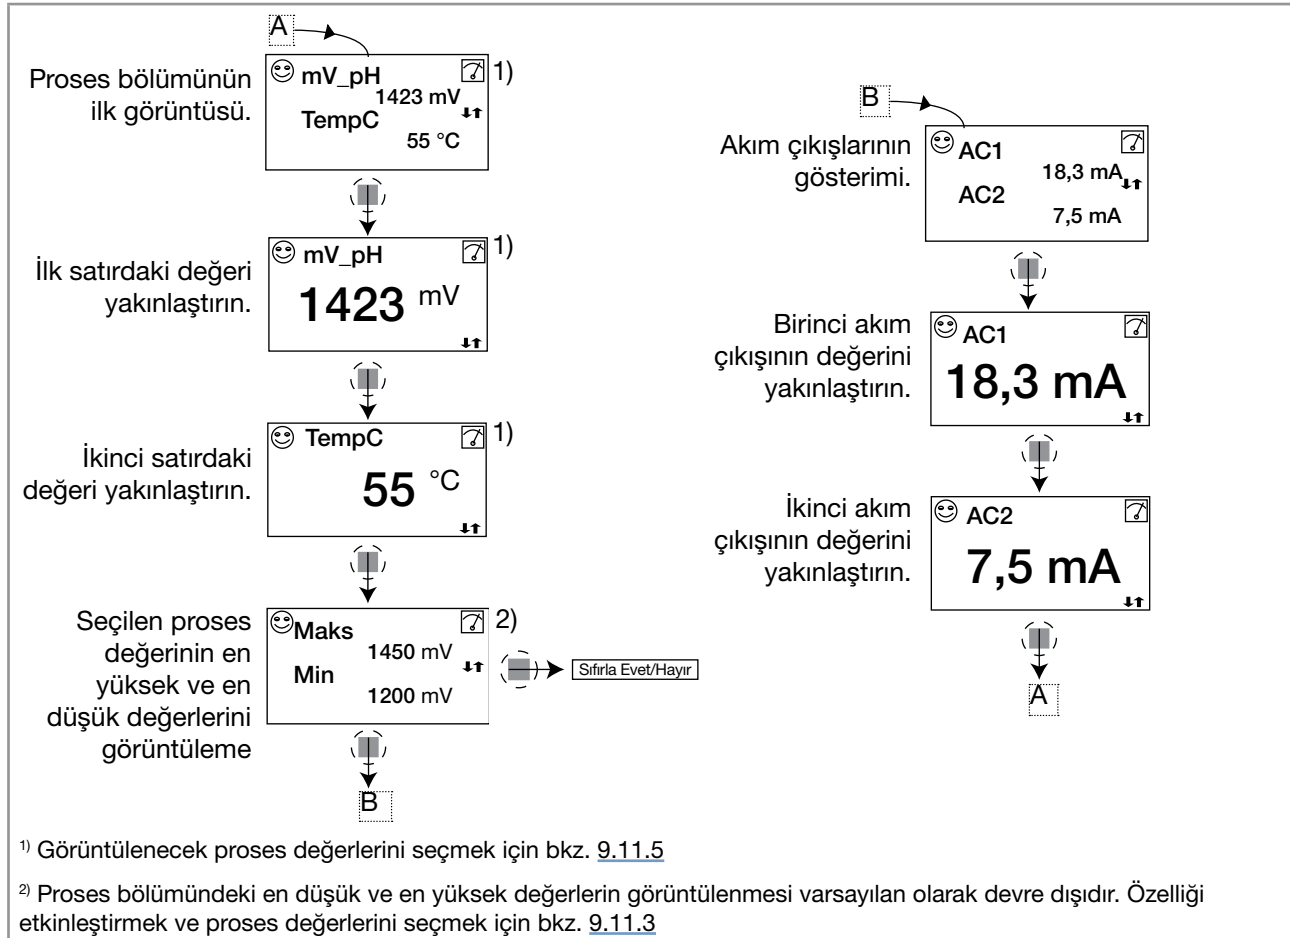 A
Proses bölümünün
ilk görüntüsü.
mV_pH
1423 mV
TempC
55 °C
1)
İlk satırdaki değeri
yakınlaştırın.
mV_pH
1423 mV
1)
İkinci satırdaki
değeri yakınlaştırın.
TempC
55 °C
1)
Seçilen proses
değerinin en
yüksek ve en
düşük değerlerini
görüntüleme
Maks
1450 mV
Min
1200 mV
2)
Sıfırla Evet/Hayır
B
B
Akım çıkışlarının
gösterimi.
AC1
18,3 mA
AC2
7,5 mA
Birinci akım
çıkışının değerini
yakınlaştırın.
AC1
18,3 mA
İkinci akım
çıkışının değerini
yakınlaştırın.
AC2
7,5 mA
A
1) Görüntülenecek proses değerlerini seçmek için bkz. 9.11.5
2) Proses bölümündeki en düşük ve en yüksek değerlerin görüntülenmesi varsayılan olarak devre dışıdır. Özelliği
etkinleştirmek ve proses değerlerini seçmek için bkz. 9.11.3